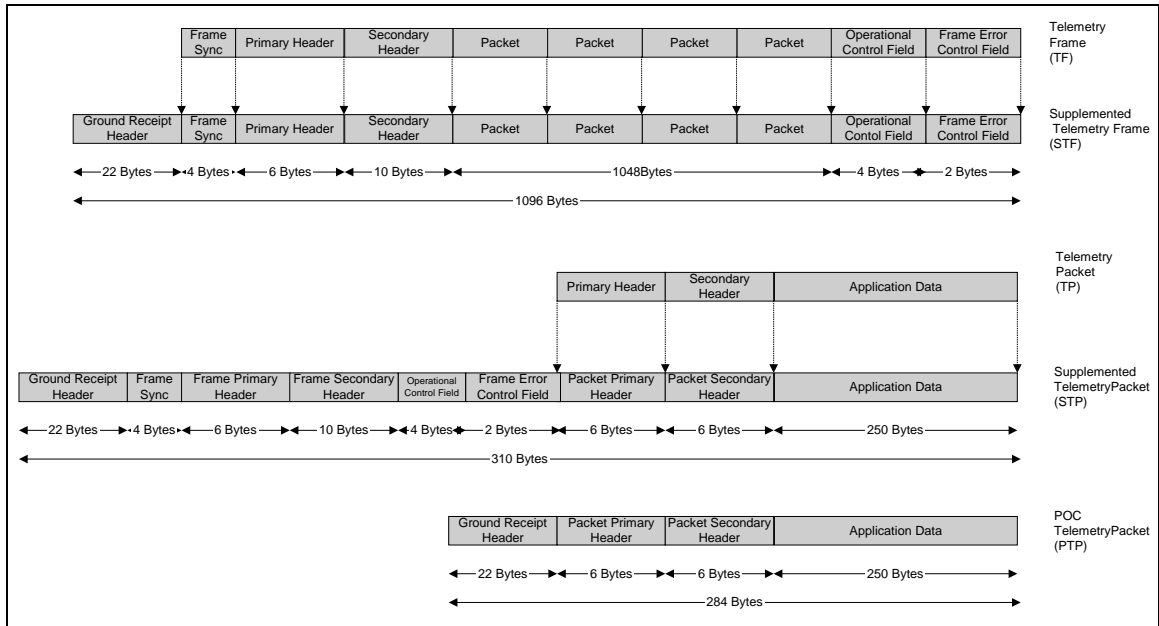 Frame
Sync
Primary Header
Secondary
Header
Packet
Packet
Packet
Packet
Operational
Control Field
Frame Error
Control Field
Telemetry
Frame
(TF)
Ground Receipt
Header
Frame
Sync
Primary Header
Secondary
Header
Packet
Packet
Packet
Packet
Operational
Contol Field
Frame Error
Control Field
Supplemented
Telemetry Frame
(STF)
22 Bytes
4 Bytes
6 Bytes
10 Bytes
1048Bytes
4 Bytes
2 Bytes
1096 Bytes
Primary Header
Secondary
Header
Application Data
Telemetry
Packet
(TP)
Ground Receipt
Header
Frame
Sync
Frame Primary
Header
Frame Secondary
Header
Operational
Control Field
Frame Error
Control Field
Packet Primary
Header
Packet Secondary
Header
Application Data
Supplemented
TelemetryPacket
(STP)
22 Bytes
4 Bytes
6 Bytes
10 Bytes
4 Bytes
2 Bytes
6 Bytes
6 Bytes
250 Bytes
310 Bytes
Ground Receipt
Header
Packet Primary
Header
Packet Secondary
Header
Application Data
POC
TelemetryPacket
(PTP)
22 Bytes
6 Bytes
6 Bytes
250 Bytes
284 Bytes